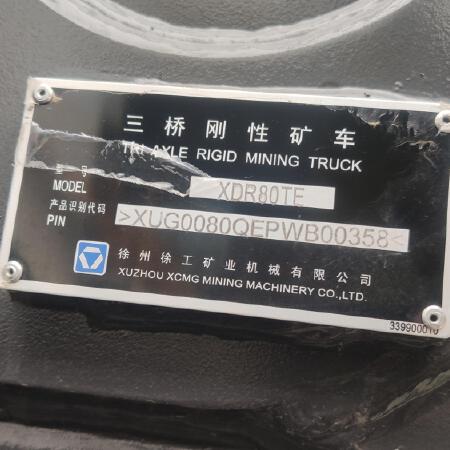 三桥刚性矿车
TRI-AXLE RIGID MINING TRUCK
型号
MODEL XDR80TE
产品识别代码
PIN >XUG0080QEPWB00358<
徐州徐工矿业机械有限公司
XUZHOU XCMG MINING MACHINERY CO.,LTD.
339900010